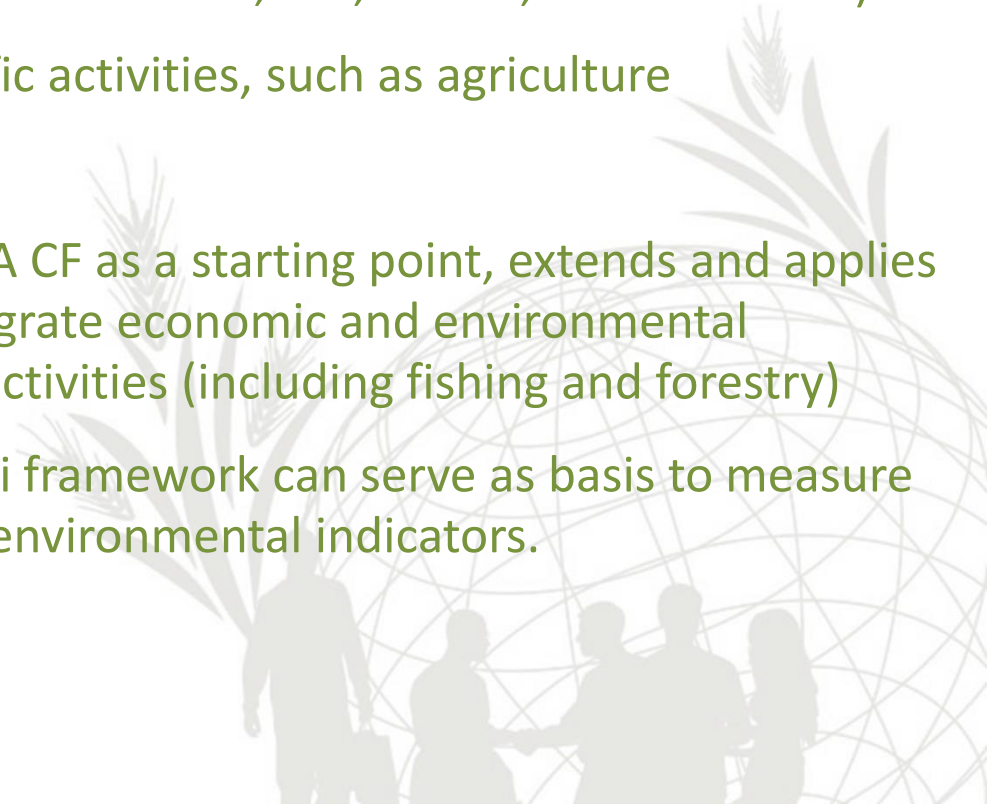 ic activities, such as agriculture
A CF as a starting point, extends and applies
grate economic and environmental
ctivities (including fishing and forestry)
i framework can serve as basis to measure
environmental indicators.